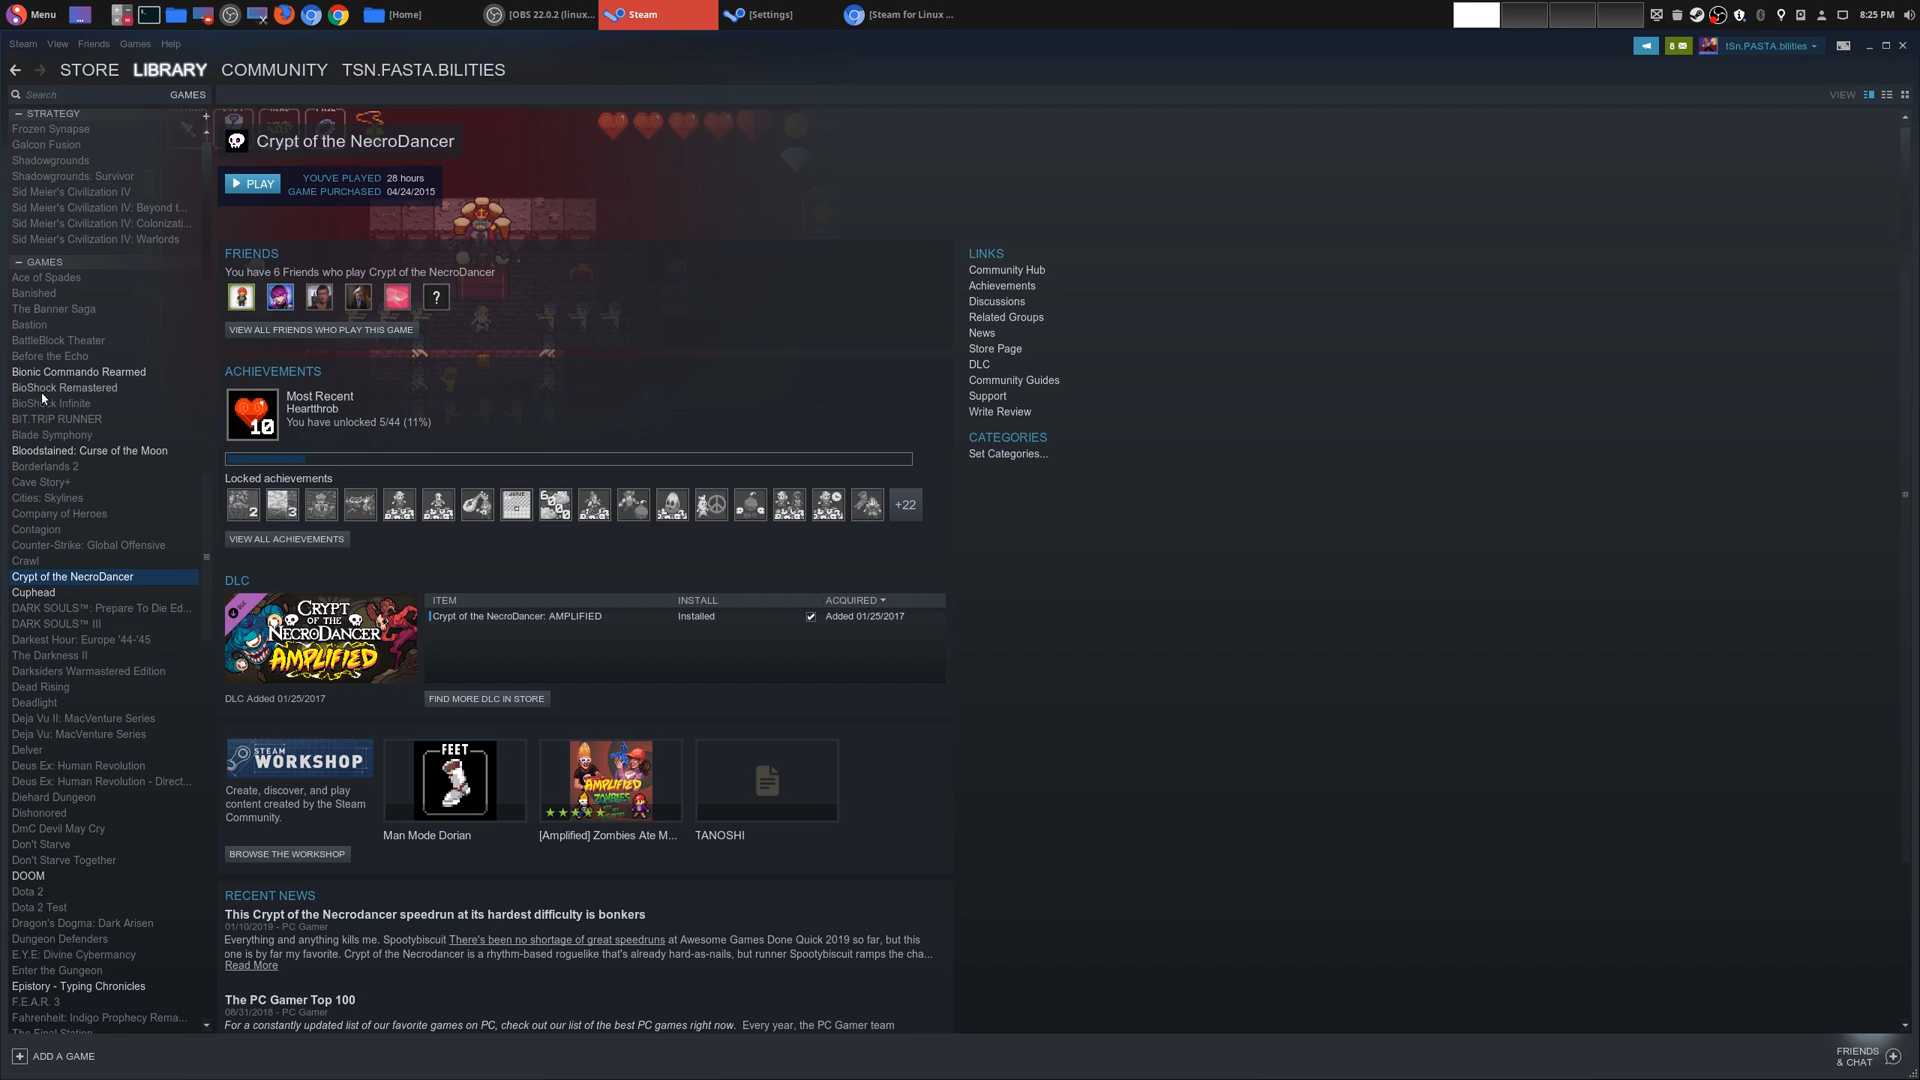 Menu
[Home]
[OBS 22.0.2 (linux...
Steam
[Settings]
[Steam for Linux ...
8:25 PM
Steam View Friends Games Help
8
tSn.PASTA.bilities
STORE LIBRARY COMMUNITY TSN.FASTA.BILITIES
Search GAMES
VIEW
— STRATEGY
Frozen Synapse
Galcon Fusion
Shadowgrounds
Shadowgrounds: Survivor
Sid Meier's Civilization IV
Sid Meier's Civilization IV: Beyond t...
Sid Meier's Civilization IV: Colonizati...
Sid Meier's Civilization IV: Warlords
— GAMES
Ace of Spades
Banished
The Banner Saga
Bastion
BattleBlock Theater
Before the Echo
Bionic Commando Rearmed
BioShock Remastered
BioShock Infinite
BIT.TRIP RUNNER
Blade Symphony
Bloodstained: Curse of the Moon
Borderlands 2
Cave Story+
Cities: Skylines
Company of Heroes
Contagion
Counter-Strike: Global Offensive
Crawl
Crypt of the NecroDancer
Cuphead
DARK SOULS™: Prepare To Die Ed...
DARK SOULS™ III
Darkest Hour: Europe '44-'45
The Darkness II
Darksiders Warmastered Edition
Dead Rising
Deadlight
Deja Vu II: MacVenture Series
Deja Vu: MacVenture Series
Delver
Deus Ex: Human Revolution
Deus Ex: Human Revolution - Direct...
Diehard Dungeon
Dishonored
DmC Devil May Cry
Don't Starve
Don't Starve Together
DOOM
Dota 2
Dota 2 Test
Dragon's Dogma: Dark Arisen
Dungeon Defenders
E.Y.E: Divine Cybermancy
Enter the Gungeon
Epistory - Typing Chronicles
F.E.A.R. 3
Fahrenheit: Indigo Prophecy Rema...
The Final Station
+ ADD A GAME
Crypt of the NecroDancer
PLAY
YOU'VE PLAYED 28 hours
GAME PURCHASED 04/24/2015
FRIENDS
You have 6 Friends who play Crypt of the NecroDancer
?
VIEW ALL FRIENDS WHO PLAY THIS GAME
ACHIEVEMENTS
10
Most Recent
Heartthrob
You have unlocked 5/44 (11%)
Locked achievements
2
3
+22
VIEW ALL ACHIEVEMENTS
DLC
CRYPT OF THE NECRODANCER AMPLIFIED
DLC Added 01/25/2017
ITEM INSTALL ACQUIRED
Crypt of the NecroDancer: AMPLIFIED Installed Added 01/25/2017
FIND MORE DLC IN STORE
STEAM WORKSHOP
Create, discover, and play
content created by the Steam
Community.
BROWSE THE WORKSHOP
FEET
Man Mode Dorian
AMPLIFIED ZOMBIES
[Amplified] Zombies Ate M...
TANOSHI
RECENT NEWS
This Crypt of the Necrodancer speedrun at its hardest difficulty is bonkers
01/10/2019 - PC Gamer
Everything and anything kills me. Spootybiscuit There's been no shortage of great speedruns at Awesome Games Done Quick 2019 so far, but this
one is by far my favorite. Crypt of the Necrodancer is a rhythm-based roguelike that's already hard-as-nails, but runner Spootybiscuit ramps the cha...
Read More
The PC Gamer Top 100
08/31/2018 - PC Gamer
For a constantly updated list of our favorite games on PC, check out our list of the best PC games right now. Every year, the PC Gamer team
LINKS
Community Hub
Achievements
Discussions
Related Groups
News
Store Page
DLC
Community Guides
Support
Write Review
CATEGORIES
Set Categories...
FRIENDS
& CHAT